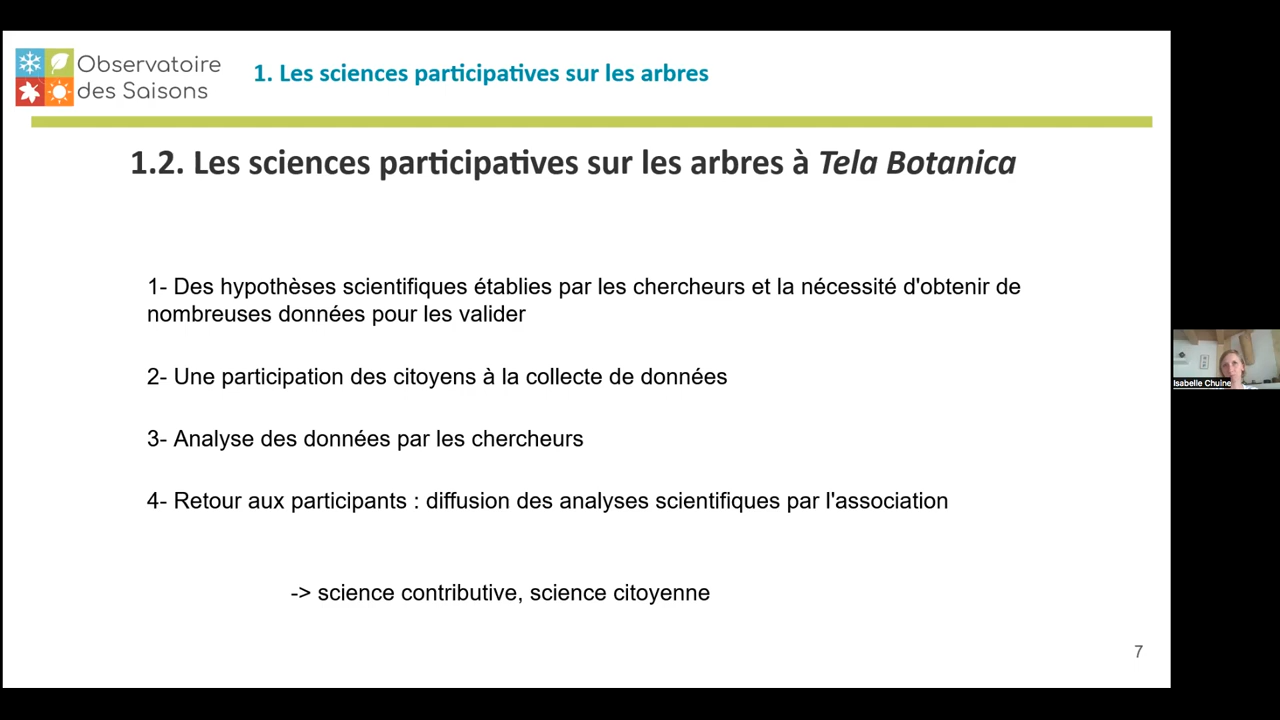 Observatoire
des Saisons
1. Les sciences participatives sur les arbres
1.2. Les sciences participatives sur les arbres à Tela Botanica
1- Des hypothèses scientifiques établies par les chercheurs et la nécessité d'obtenir de
nombreuses données pour les valider
2- Une participation des citoyens à la collecte de données
3- Analyse des données par les chercheurs
4- Retour aux participants : diffusion des analyses scientifiques par l'association
-> science contributive, science citoyenne
7
Isabelle Chuine